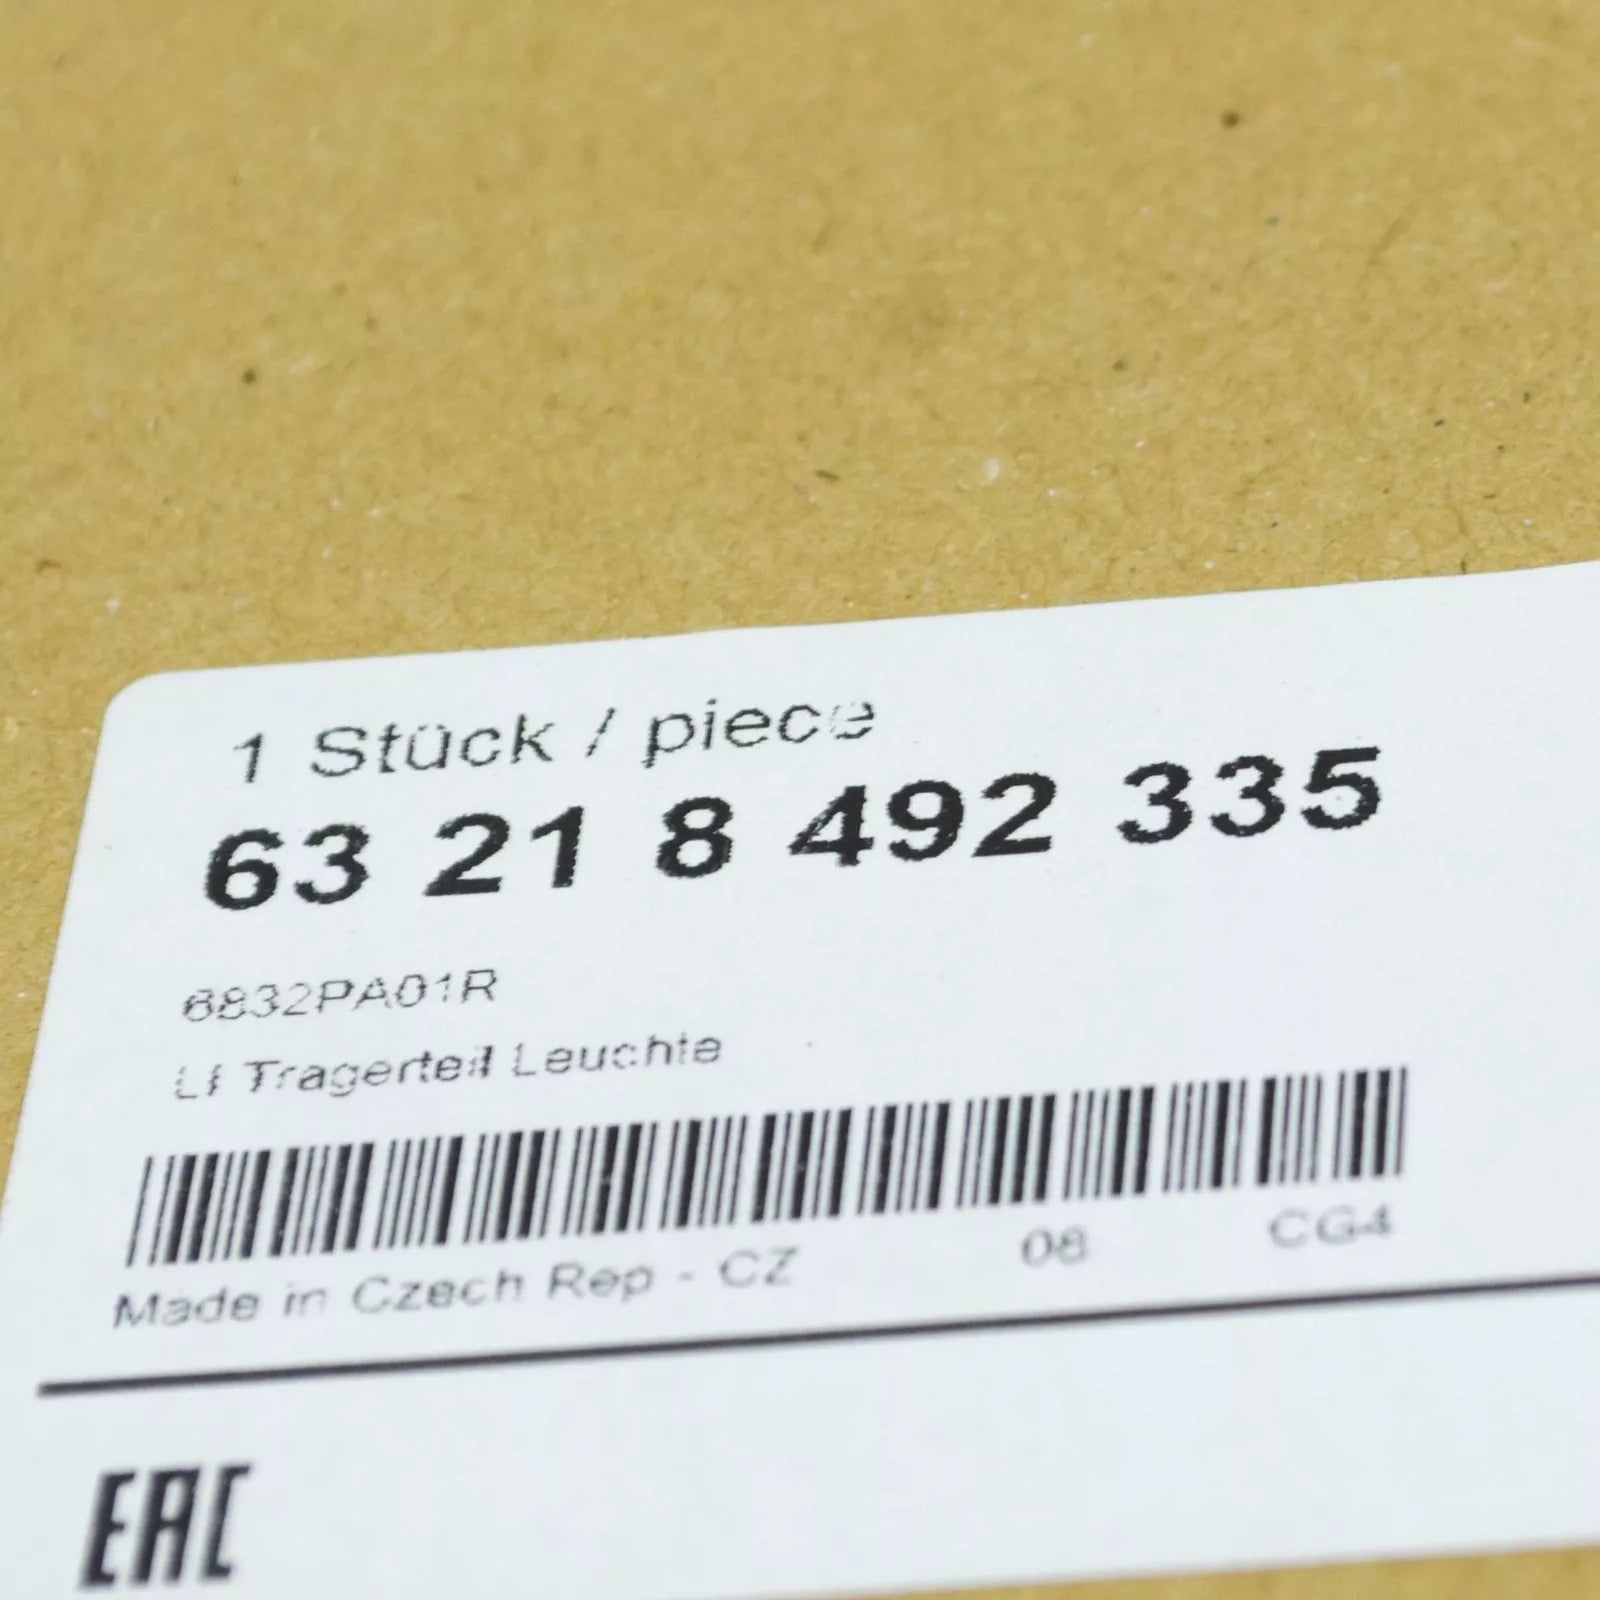 1 Stück / piece
63 21 8 492 335
6832PA01R
LI Tragerteil Leuchte
Made in Czech Rep - CZ 08 CG4
EAC